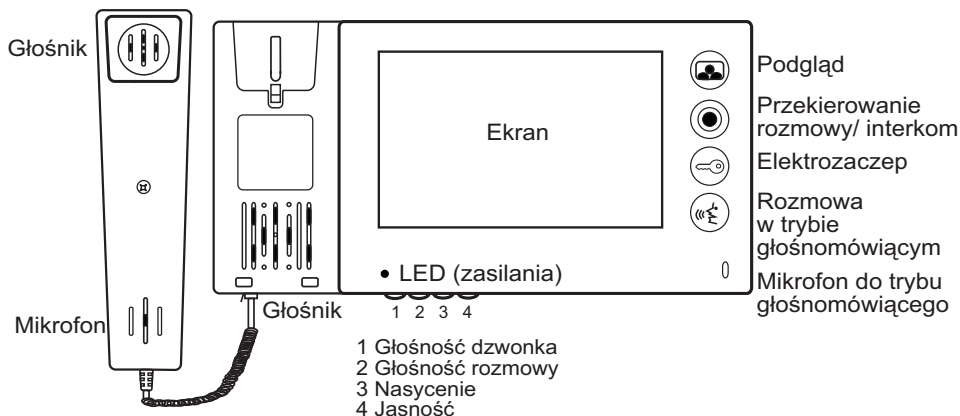 Głośnik
Ekran
Podgląd
Przekierowanie
rozmowy/ interkom
Elektrozaczep
Rozmowa
w trybie
głośnomówiącym
LED (zasilania)
Mikrofon do trybu
głośnomówiącego
Głośnik
Mikrofon
1 2 3 4
1 Głośność dzwonka
2 Głośność rozmowy
3 Nasycenie
4 Jasność